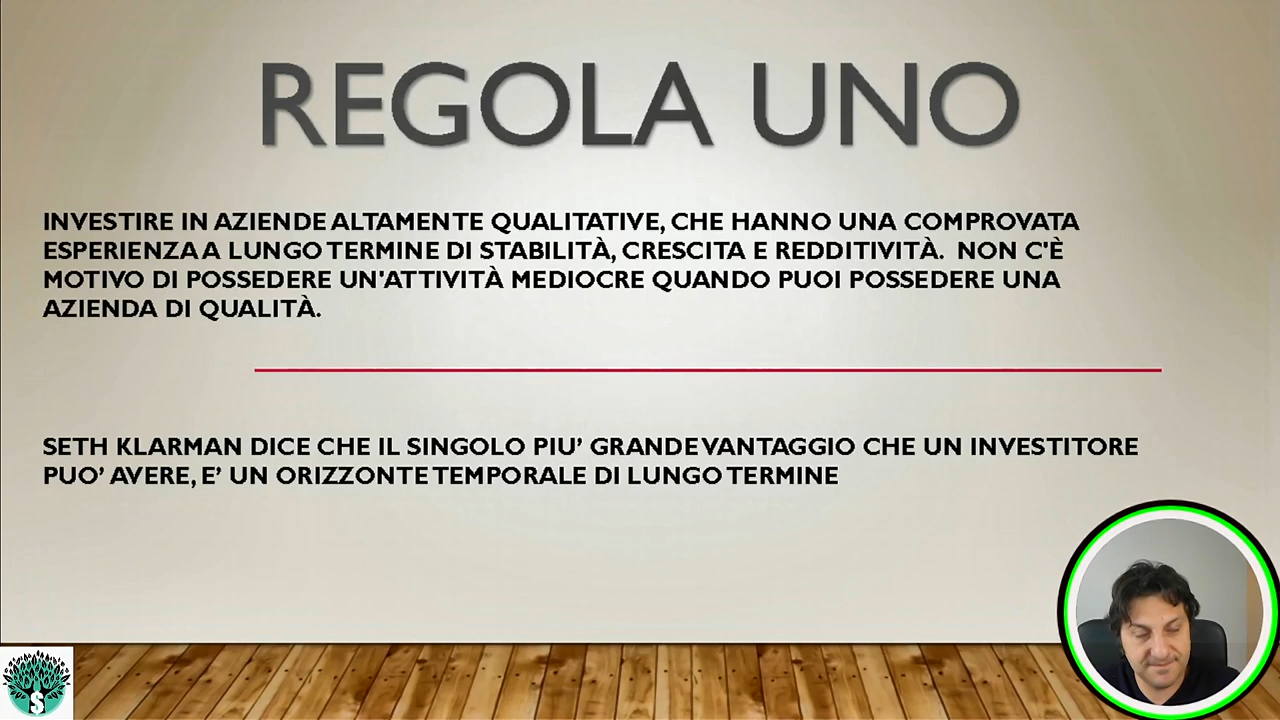 REGOLA UNO
INVESTIRE IN AZIENDE ALTAMENTE QUALITATIVE, CHE HANNO UNA COMPROVATA
ESPERIENZA A LUNGO TERMINE DI STABILITÀ, CRESCITA E REDDITIVITÀ. NON C'È
MOTIVO DI POSSEDERE UN'ATTIVITÀ MEDIOCRE QUANDO PUOI POSSEDERE UNA
AZIENDA DI QUALITÀ.
SETH KLARMAN DICE CHE IL SINGOLO PIU’ GRANDE VANTAGGIO CHE UN INVESTITORE
PUO’ AVERE, E’ UN ORIZZONTE TEMPORALE DI LUNGO TERMINE
S